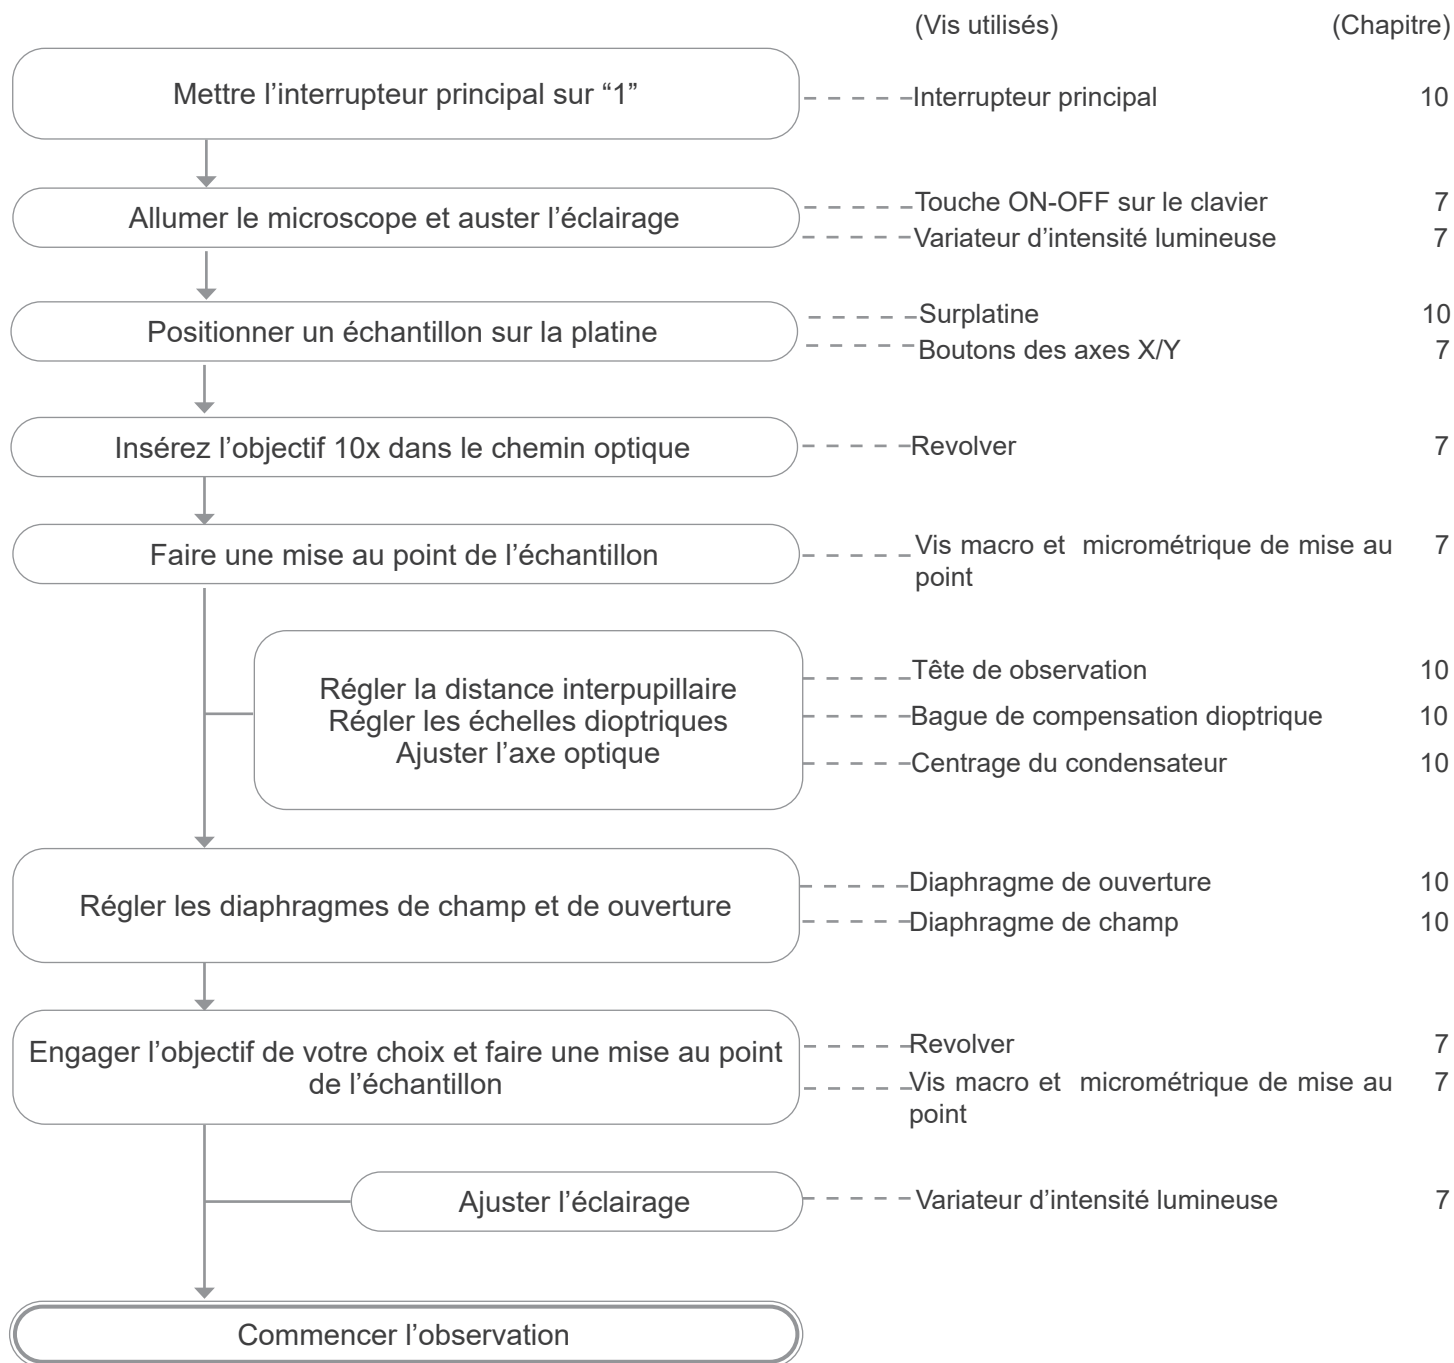 (Vis utilisés) (Chapitre)
Mettre l’interrupteur principal sur “1”
Interrupteur principal 10
Allumer le microscope et auster l’éclairage
Touche ON-OFF sur le clavier 7
Variateur d’intensité lumineuse 7
Positionner un échantillon sur la platine
Surplatine 10
Boutons des axes X/Y 7
Insérez l’objectif 10x dans le chemin optique
Revolver 7
Faire une mise au point de l’échantillon
Vis macro et micrométrique de mise au 7
point
Régler la distance interpupillaire
Régler les échelles dioptriques
Ajuster l’axe optique
Tête de observation 10
Bague de compensation dioptrique 10
Centrage du condensateur 10
Régler les diaphragmes de champ et de ouverture
Diaphragme de ouverture 10
Diaphragme de champ 10
Engager l’objectif de votre choix et faire une mise au point
de l’échantillon
Revolver 7
Vis macro et micrométrique de mise au 7
point
Ajuster l’éclairage
Variateur d’intensité lumineuse 7
Commencer l’observation